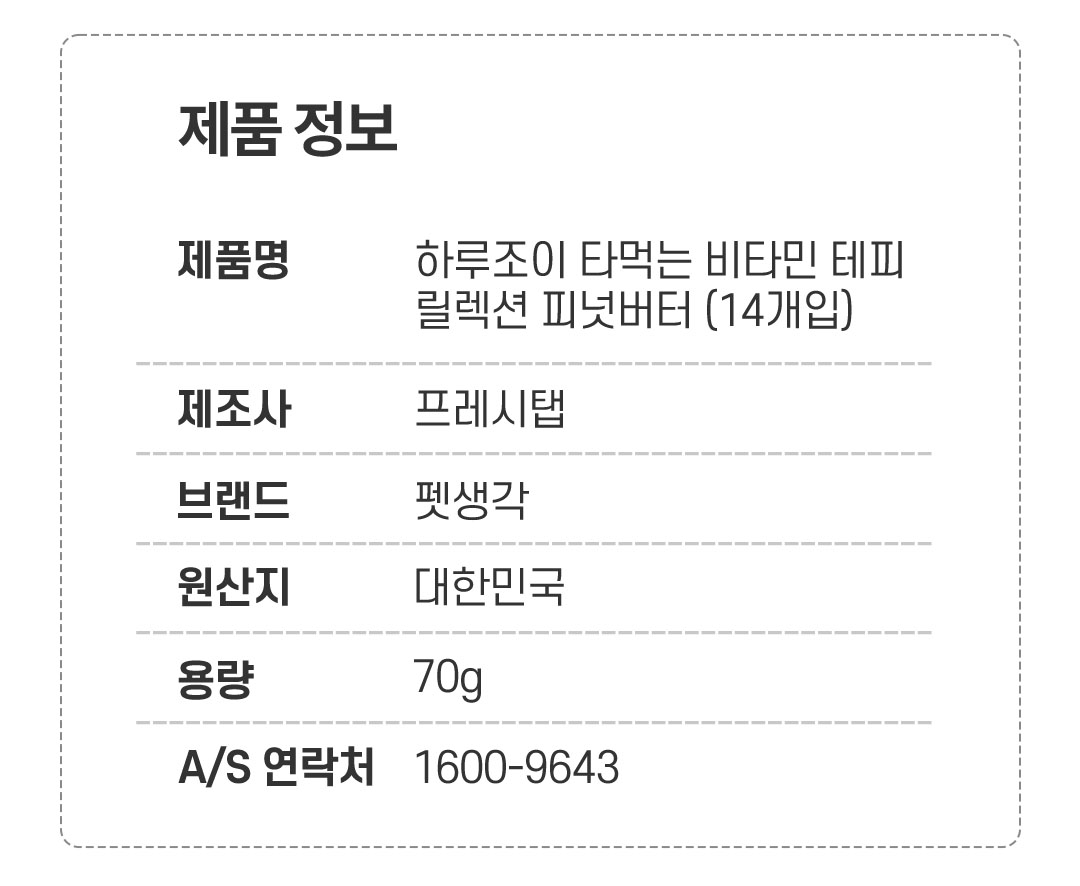 제품 정보
제품명 하루조이 타먹는 비타민 테피
릴렉션 피넛버터 (14개입)
제조사 프레시탭
브랜드 펫생각
원산지 대한민국
용량 70g
A/S 연락처 1600-9643